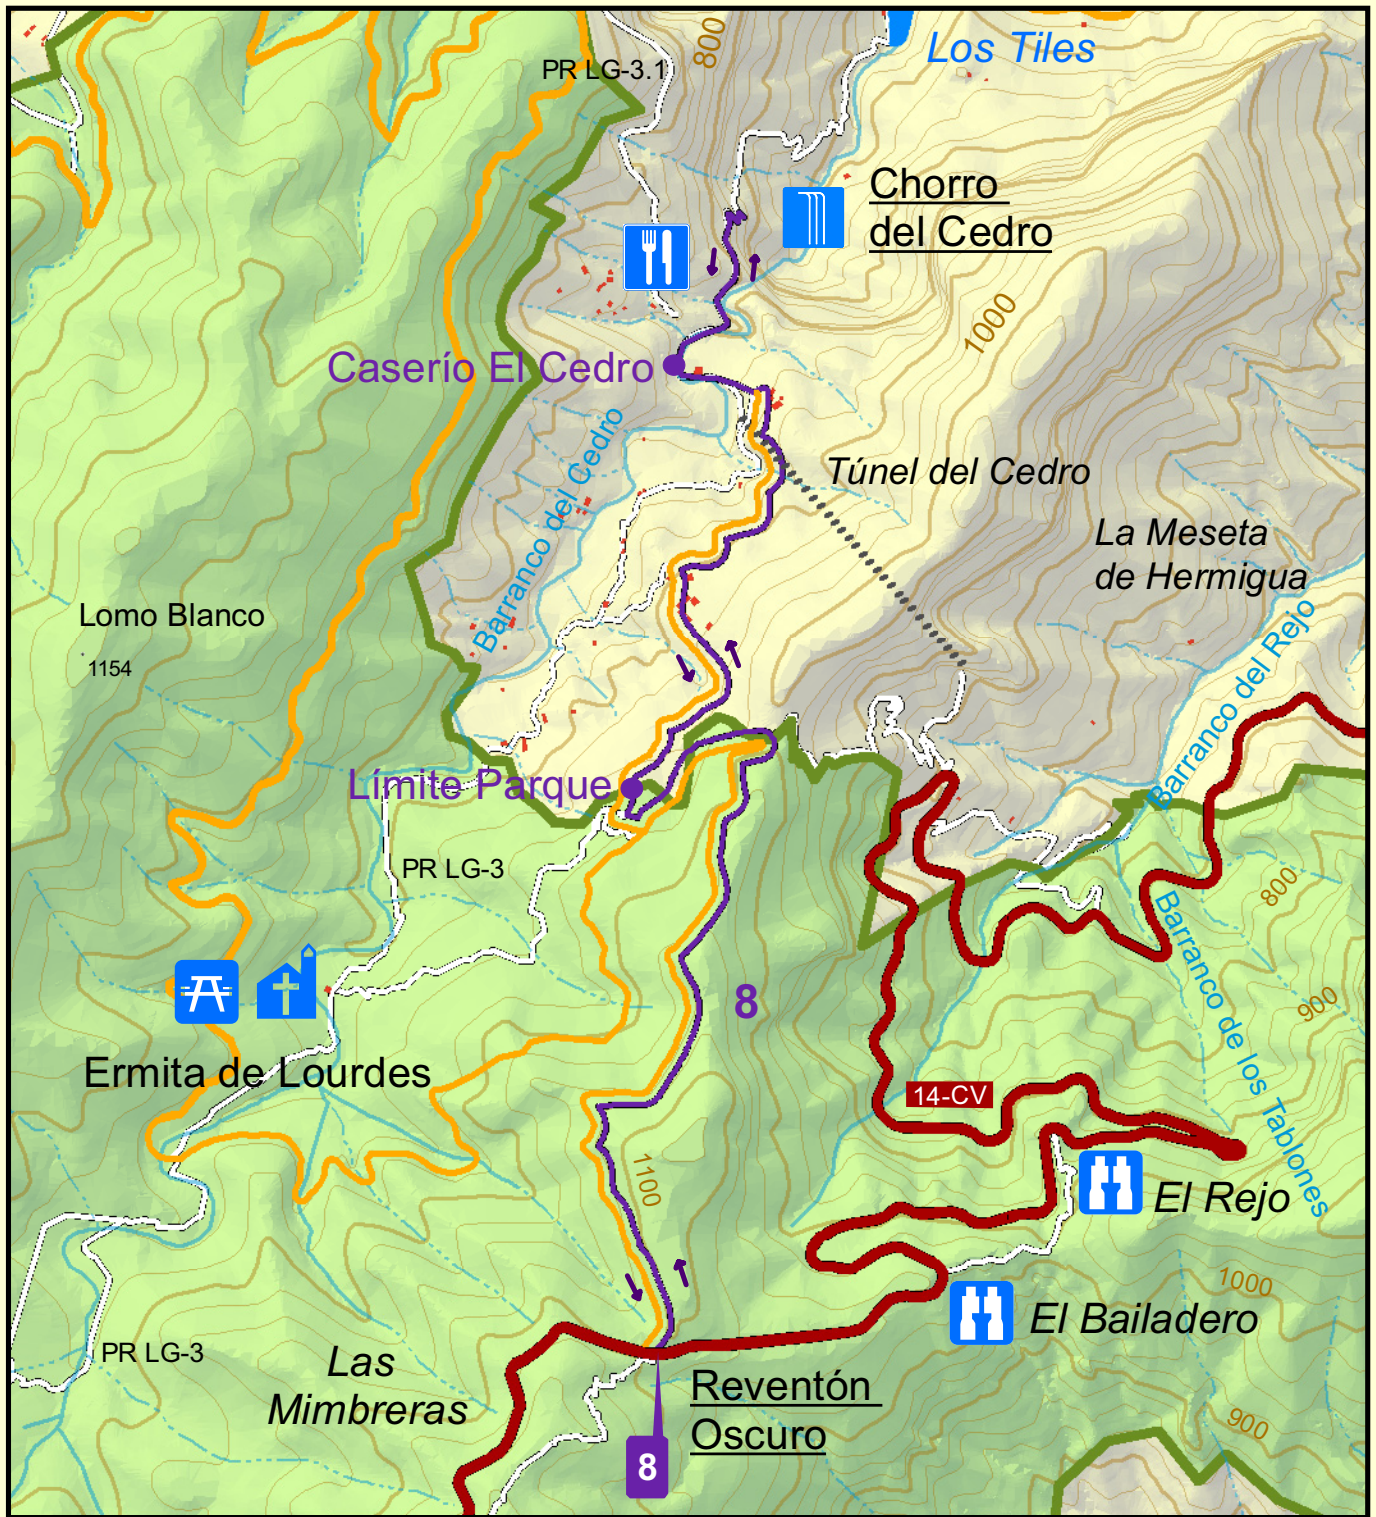 800
Los Tiles
PR LG-3.1
Chorro
del Cedro
1000
Caserío El Cedro
Barranco del Cedro
Túnel del Cedro
La Meseta
de Hermigua
Lomo Blanco
1154
Barranco del Rejo
Límite Parque
PR LG-3
800
Barranco de los Tablones
900
8
Ermita de Lourdes
14-CV
1100
El Rejo
1000
El Bailadero
PR LG-3
Las
Mimbreras
Reventón
Oscuro
900
8